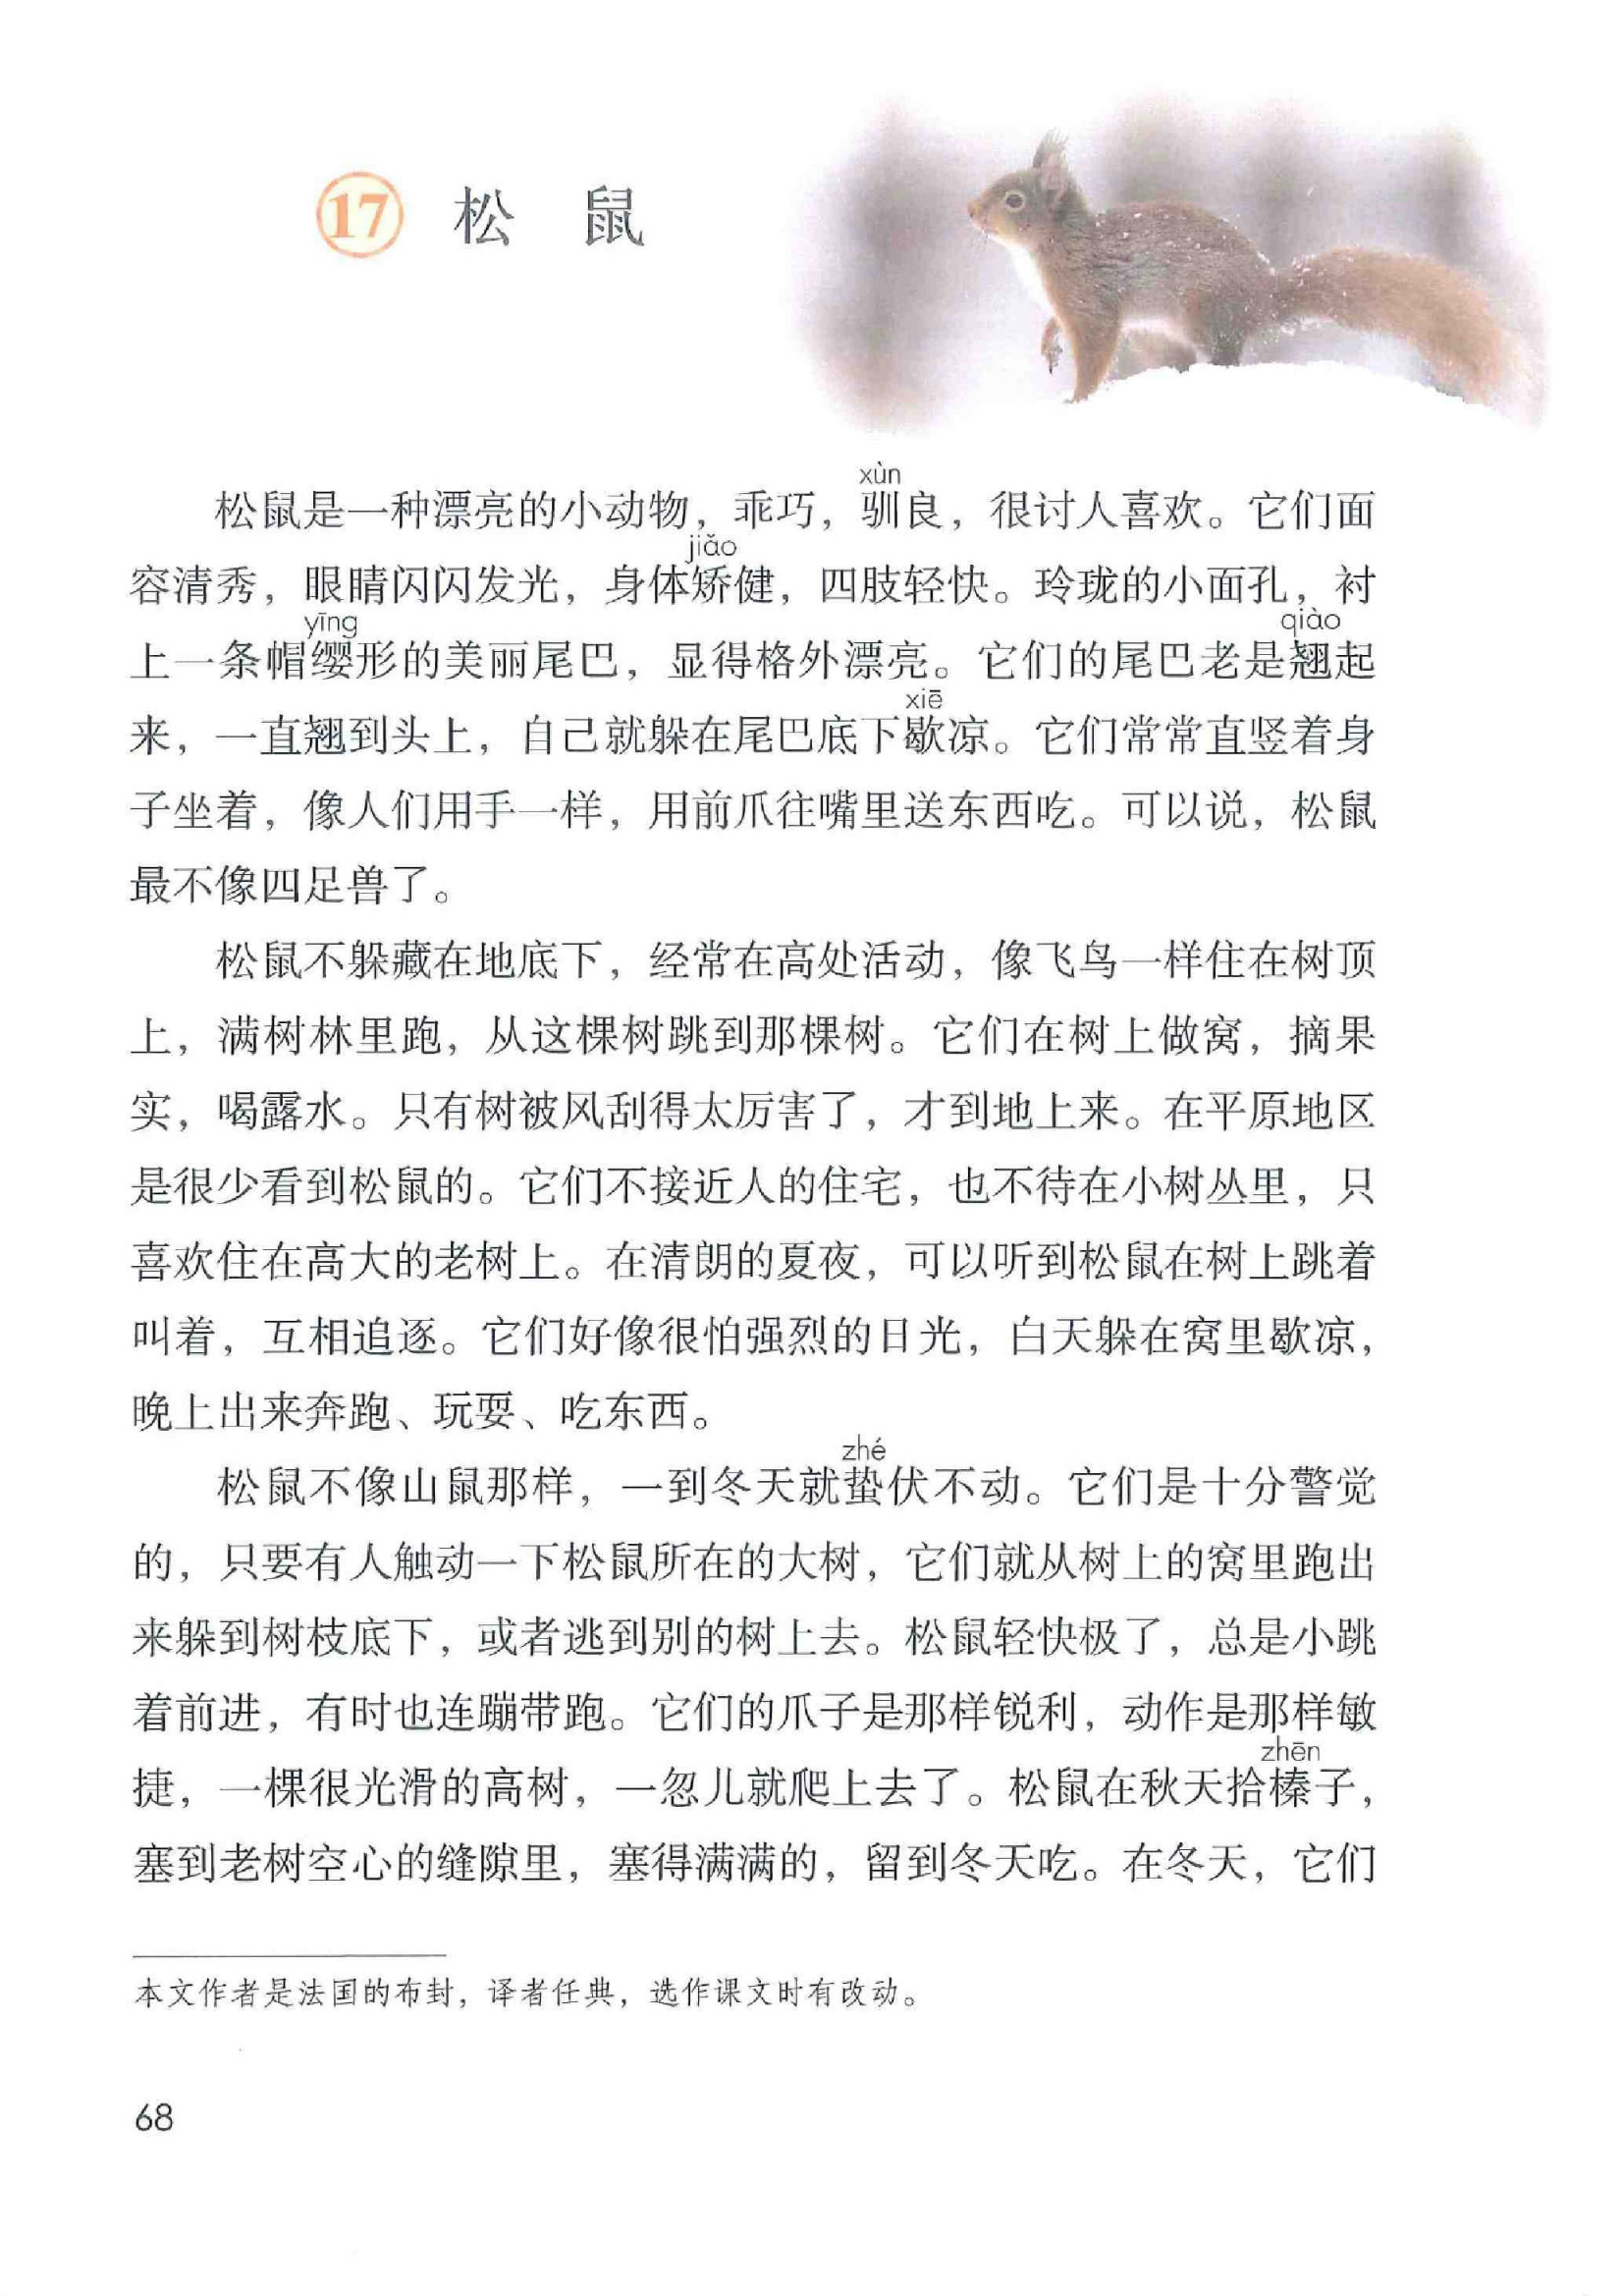 17 松 鼠
xùn
松鼠是一种漂亮的小动物，乖巧，驯良，很讨人喜欢。它们面
jiǎo
容清秀，眼睛闪闪发光，身体矫健，四肢轻快。玲珑的小面孔，衬
yīng qiào
上一条帽缨形的美丽尾巴，显得格外漂亮。它们的尾巴老是翘起
xiē
来，一直翘到头上，自己就躲在尾巴底下歇凉。它们常常直竖着身
子坐着，像人们用手一样，用前爪往嘴里送东西吃。可以说，松鼠
最不像四足兽了。
松鼠不躲藏在地底下，经常在高处活动，像飞鸟一样住在树顶
上，满树林里跑，从这棵树跳到那棵树。它们在树上做窝，摘果
实，喝露水。只有树被风刮得太厉害了，才到地上来。在平原地区
是很少看到松鼠的。它们不接近人的住宅，也不待在小树丛里，只
喜欢住在高大的老树上。在清朗的夏夜，可以听到松鼠在树上跳着
叫着，互相追逐。它们好像很怕强烈的日光，白天躲在窝里歇凉，
晚上出来奔跑、玩耍、吃东西。
zhé
松鼠不像山鼠那样，一到冬天就蛰伏不动。它们是十分警觉
的，只要有人触动一下松鼠所在的大树，它们就从树上的窝里跑出
来躲到树枝底下，或者逃到别的树上去。松鼠轻快极了，总是小跳
着前进，有时也连蹦带跑。它们的爪子是那样锐利，动作是那样敏
zhēn
捷，一棵很光滑的高树，一忽儿就爬上去了。松鼠在秋天拾榛子，
塞到老树空心的缝隙里，塞得满满的，留到冬天吃。在冬天，它们
本文作者是法国的布封，译者任典，选作课文时有改动。
68